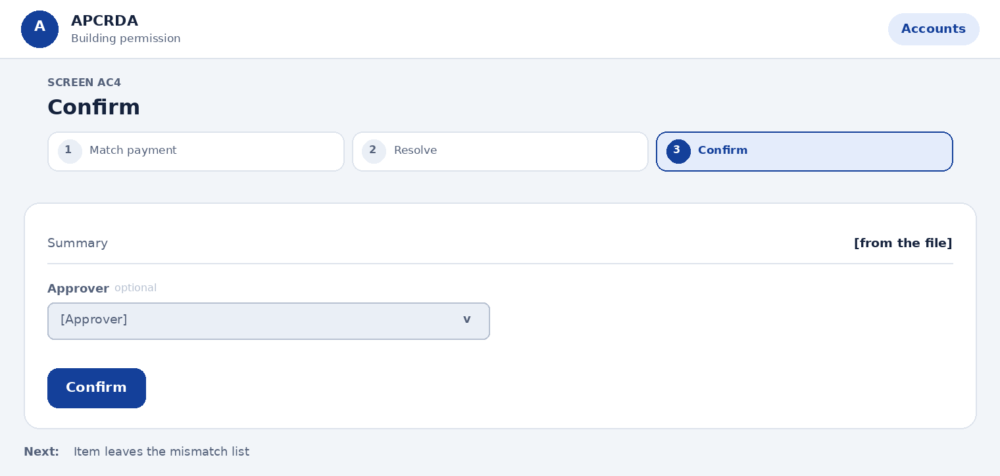 A
APCRDA
Building permission
Accounts
SCREEN AC4
Confirm
1 Match payment
2 Resolve
3 Confirm
Summary [from the file]
Approver optional
[Approver] v
Confirm
Next: Item leaves the mismatch list